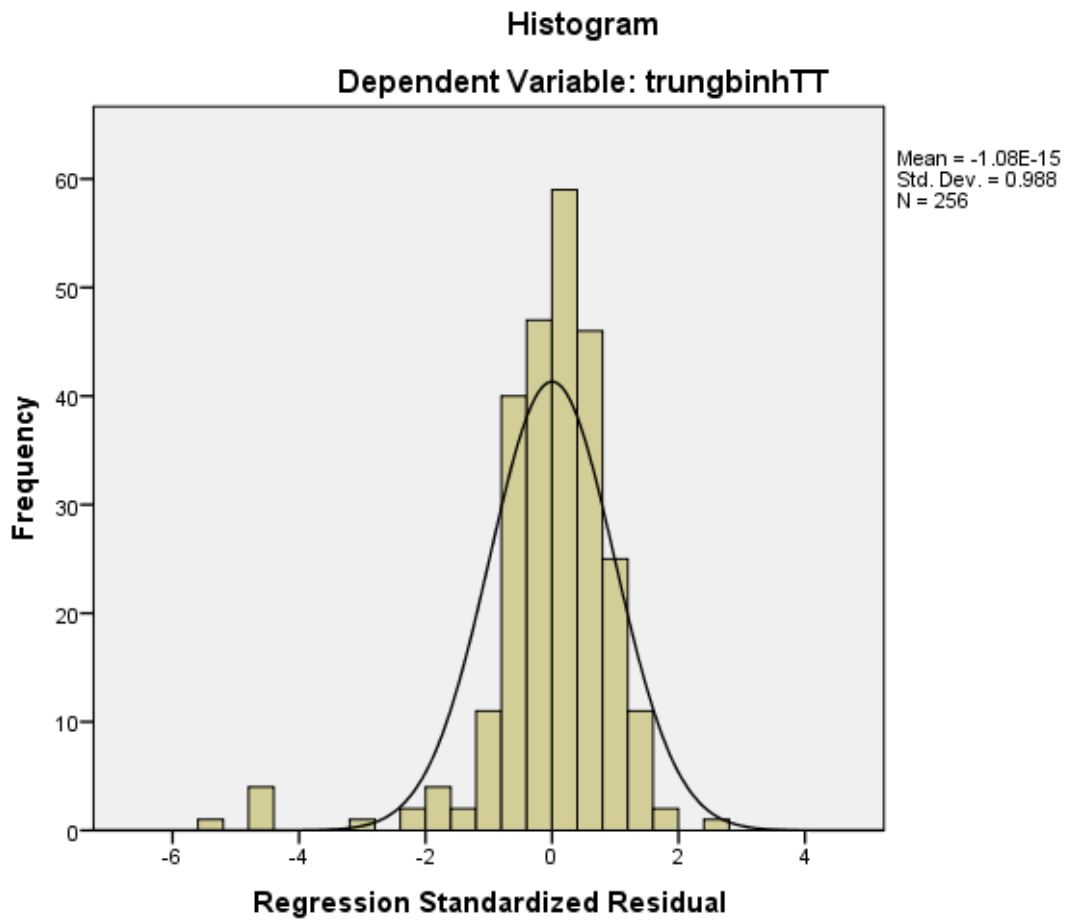 Histogram
Dependent Variable: trungbinhTT
Mean = -1.08E-15
Std. Dev. = 0.988
N = 256
60
50
40
30
20
10
0
Frequency
-6 -4 -2 0 2 4
Regression Standardized Residual